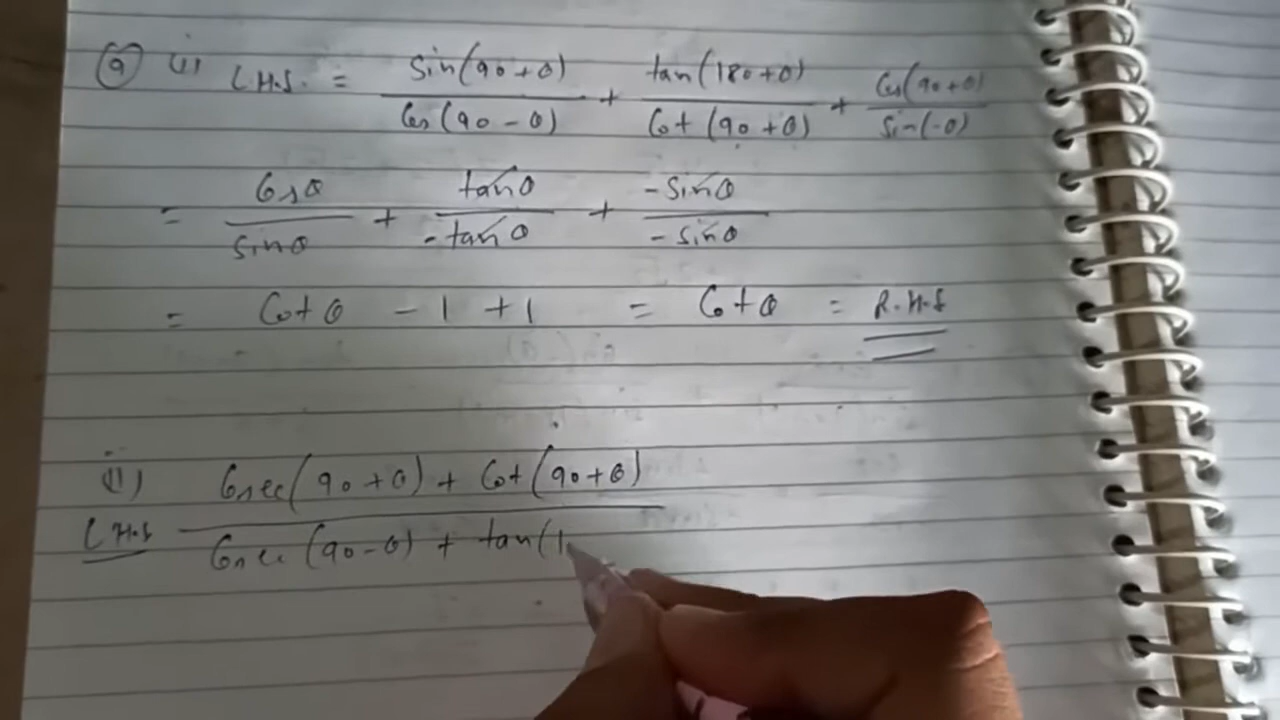 9 (i) L.H.S. = sin(90+θ)/cos(90-θ) + tan(180+θ)/cot(90+θ) + cos(90+θ)/sin(-θ)
= cosθ/sinθ + tanθ/-tanθ + -sinθ/-sinθ
= cotθ - 1 + 1 = cotθ = R.H.S
(ii) cosec(90+θ) + cot(90+θ)
L.H.S cosec(90-θ) + tan(1